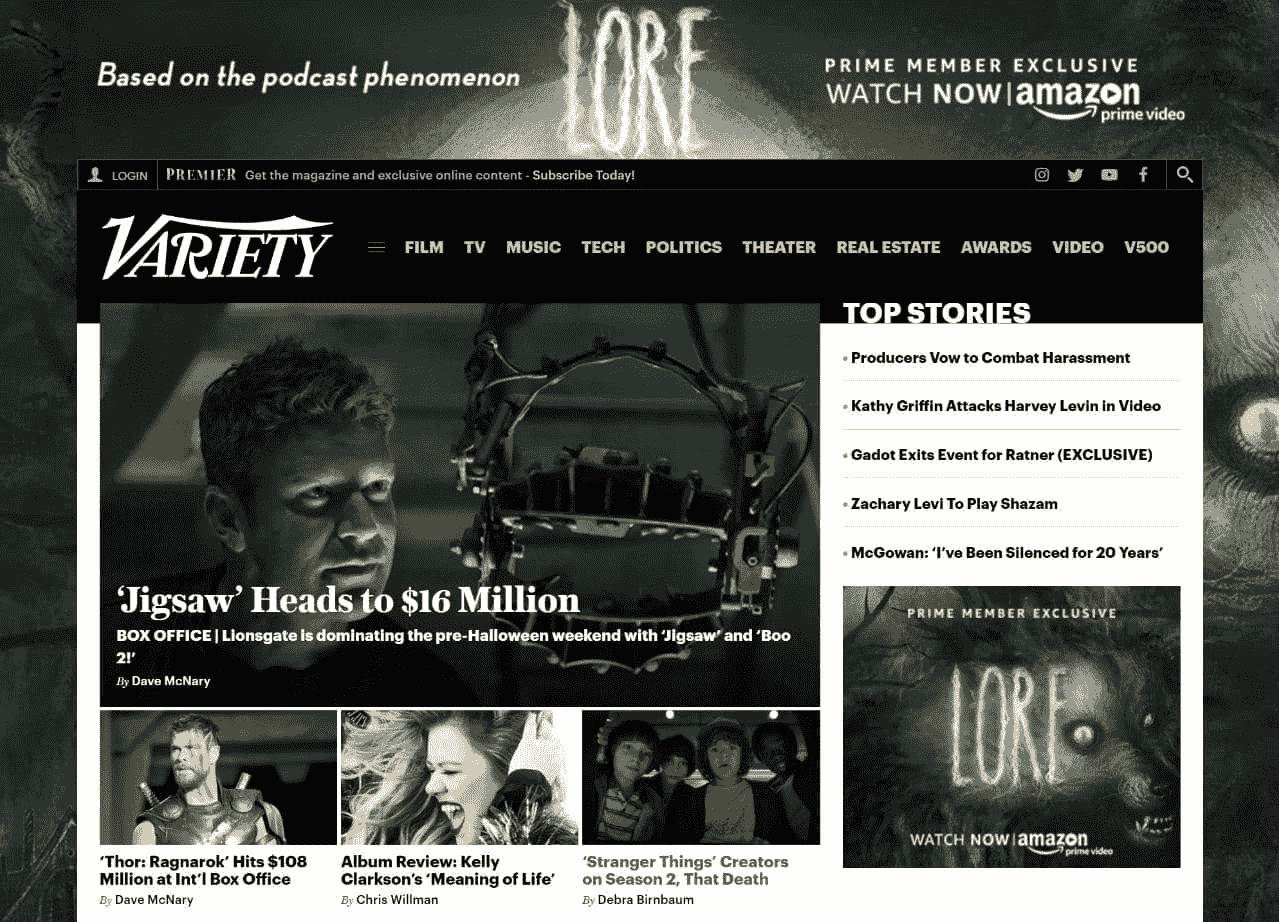 Based on the podcast phenomenon
LORE
PRIME MEMBER EXCLUSIVE
WATCH NOW | amazon
prime video
LOGIN
PREMIER Get the magazine and exclusive online content - Subscribe Today!
VARIETY
FILM TV MUSIC TECH POLITICS THEATER REAL ESTATE AWARDS VIDEO V500
‘Jigsaw’ Heads to $16 Million
BOX OFFICE | Lionsgate is dominating the pre-Halloween weekend with ‘Jigsaw’ and ‘Boo
2!’
By Dave McNary
‘Thor: Ragnarok’ Hits $108
Million at Int’l Box Office
By Dave McNary
Album Review: Kelly
Clarkson’s ‘Meaning of Life’
By Chris Willman
‘Stranger Things’ Creators
on Season 2, That Death
By Debra Birnbaum
TOP STORIES
Producers Vow to Combat Harassment
Kathy Griffin Attacks Harvey Levin in Video
Gadot Exits Event for Ratner (EXCLUSIVE)
Zachary Levi To Play Shazam
McGowan: ‘I’ve Been Silenced for 20 Years’
PRIME MEMBER EXCLUSIVE
LORE
WATCH NOW | amazon
prime video